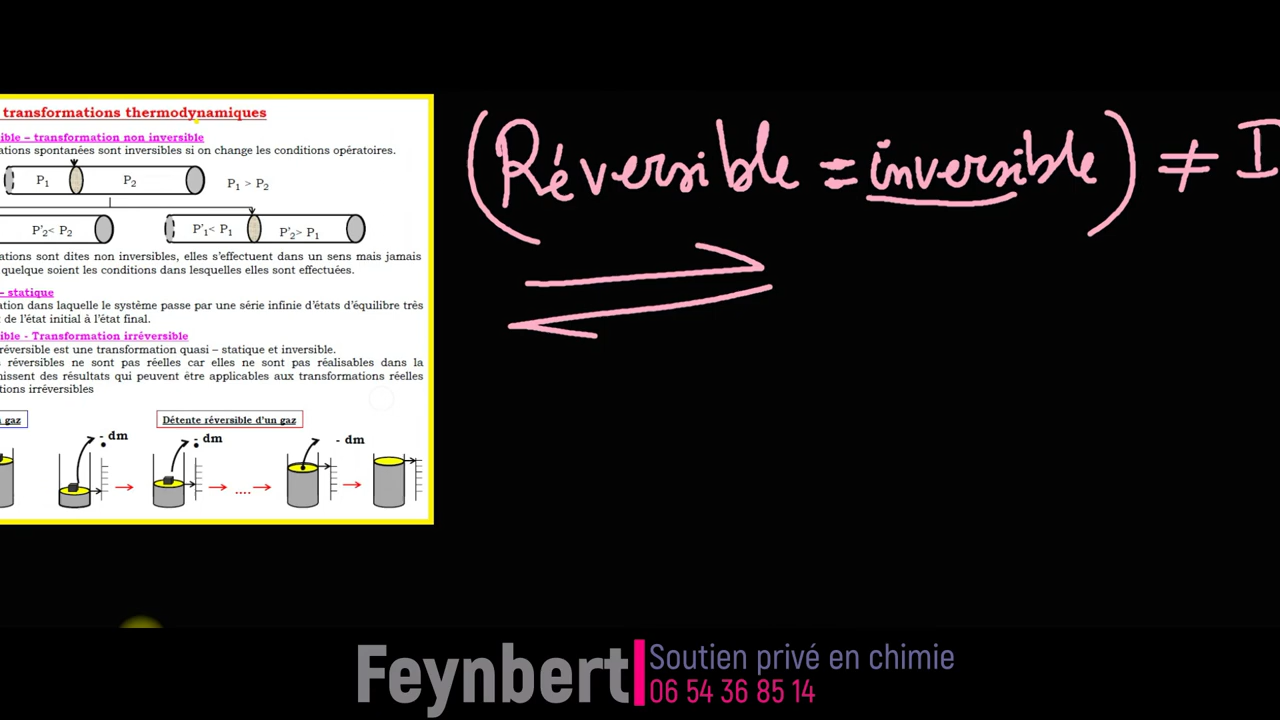 transformations thermodynamiques
ible – transformation non inversible
ations spontanées sont inversibles si on change les conditions opératoires.
P1 P2 P1 > P2
P'2< P2 P'1< P1 P'2> P1
ations sont dites non inversibles, elles s'effectuent dans un sens mais jamais
quelque soient les conditions dans lesquelles elles sont effectuées.
– statique
ation dans laquelle le système passe par une série infinie d'états d'équilibre très
de l'état initial à l'état final.
ible - Transformation irréversible
réversible est une transformation quasi – statique et inversible.
s réversibles ne sont pas réelles car elles ne sont pas réalisables dans la
nissent des résultats qui peuvent être applicables aux transformations réelles
tions irréversibles
gaz Détente réversible d'un gaz
- dm - dm - dm
....
(Réversible = inversible) ≠ I
Feynbert
Soutien privé en chimie
06 54 36 85 14